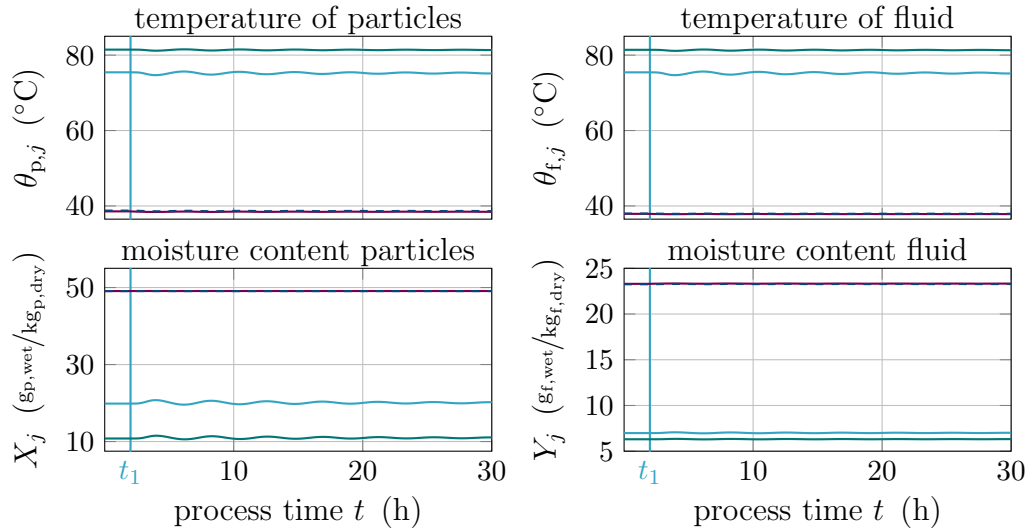 temperature of particles
temperature of fluid
80
60
40
θp,j (°C)
80
60
40
θf,j (°C)
moisture content particles
moisture content fluid
50
30
10
Xj (gp,wet/kgp,dry)
25
20
15
10
5
Yj (gf,wet/kgf,dry)
t1
10
20
30
t1
10
20
30
process time t (h)
process time t (h)